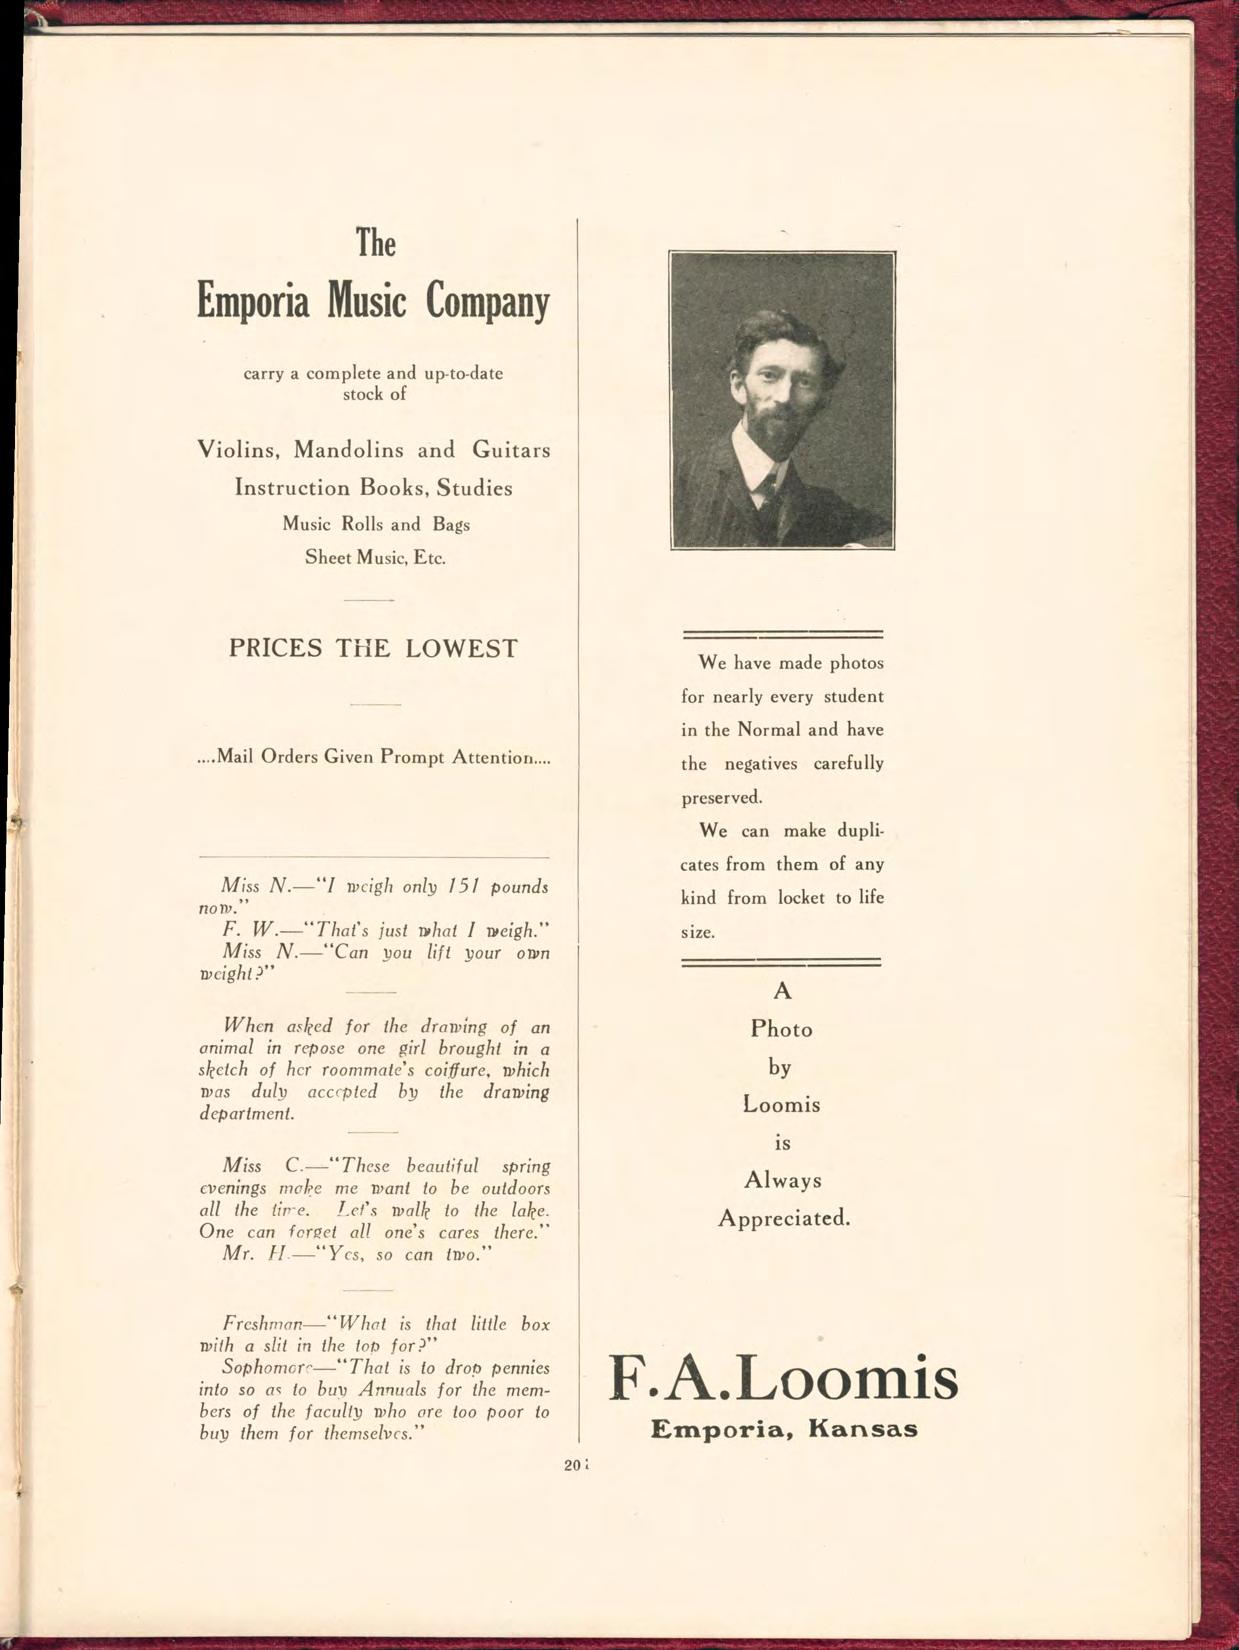 The
Emporia Music Company
carry a complete and up-to-date
stock of
Violins, Mandolins and Guitars
Instruction Books, Studies
Music Rolls and Bags
Sheet Music, Etc.
PRICES THE LOWEST
....Mail Orders Given Prompt Attention....
Miss N.—“I weigh only 151 pounds
now.”
F. W.—“That's just what I weigh.”
Miss N.—“Can you lift your own
weight?”
When asked for the drawing of an
animal in repose one girl brought in a
sketch of her roommate's coiffure, which
was duly accepted by the drawing
department.
Miss C.—“These beautiful spring
evenings make me want to be outdoors
all the time. Let's walk to the lake.
One can forget all one's cares there.”
Mr. H.—“Yes, so can two.”
Freshman—“What is that little box
with a slit in the top for?”
Sophomore—“That is to drop pennies
into so as to buy Annuals for the mem-
bers of the faculty who are too poor to
buy them for themselves.”
We have made photos
for nearly every student
in the Normal and have
the negatives carefully
preserved.
We can make dupli-
cates from them of any
kind from locket to life
size.
A
Photo
by
Loomis
is
Always
Appreciated.
F.A.Loomis
Emporia, Kansas